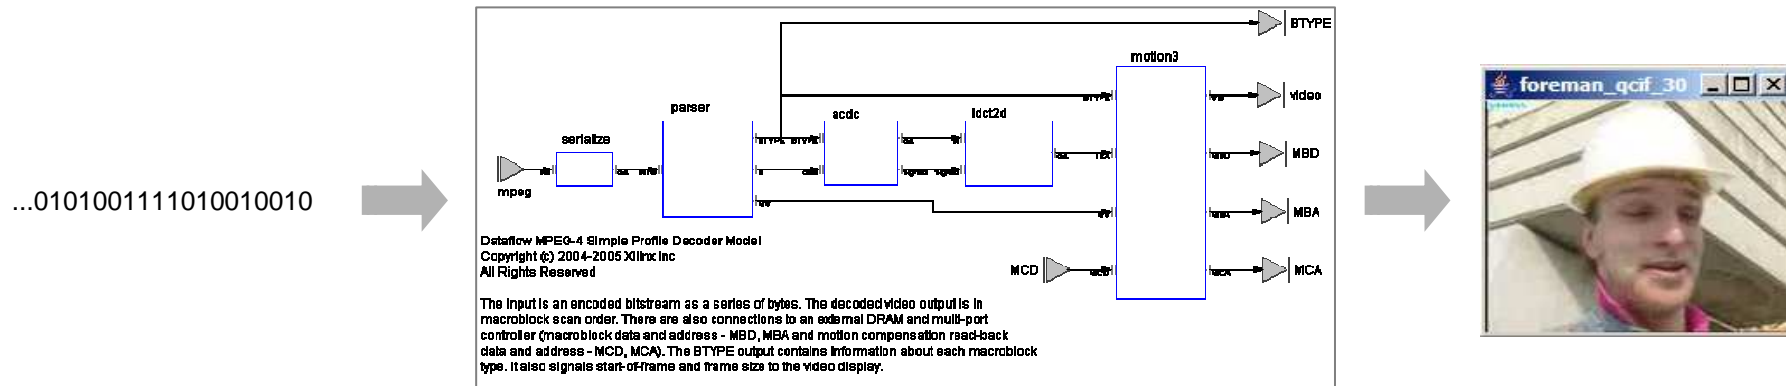 ...0101001111010010010
BTYPE
motion3
video
foreman_qcif_30
parser
acdc
idct2d
serialize
MBD
mpeg
MBA
Dataflow MPEG-4 Simple Profile Decoder Model
Copyright (c) 2004-2005 Xilinx Inc
All Rights Reserved
MCD
MCA
The input is an encoded bitstream as a series of bytes. The decoded video output is in
macroblock scan order. There are also connections to an external DRAM and multi-port
controller (macroblock data and address - MBD, MBA and motion compensation read-back
data and address - MCD, MCA). The BTYPE output contains information about each macroblock
type. It also signals start-of-frame and frame size to the video display.